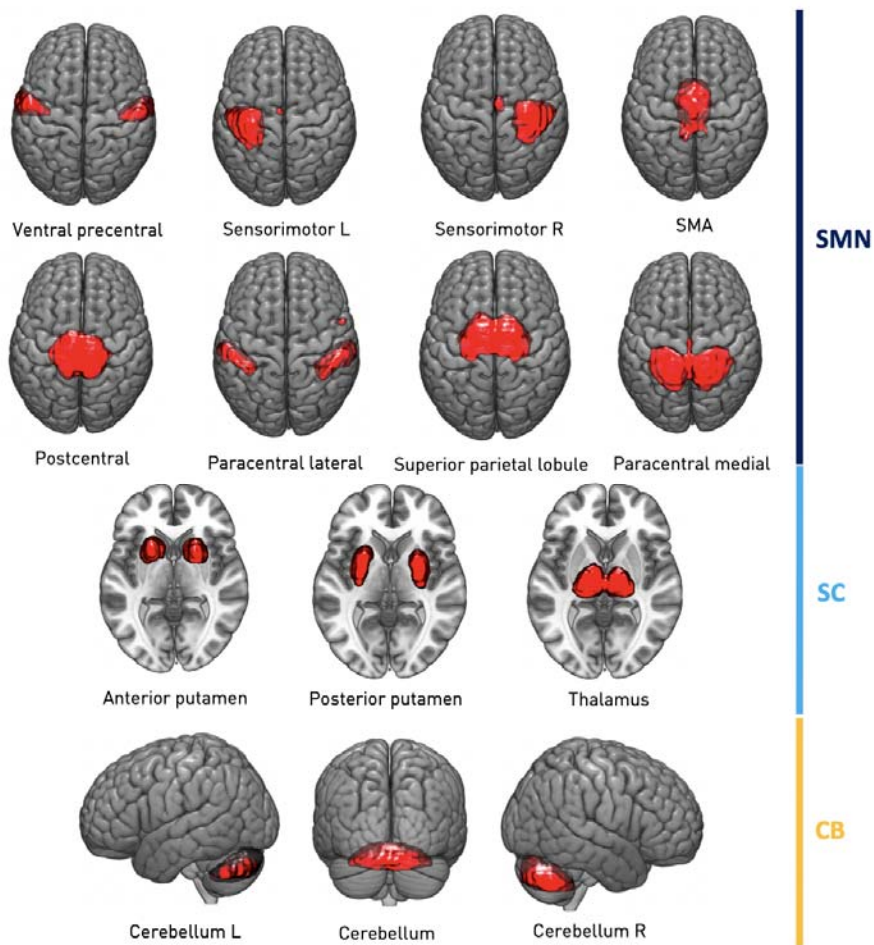 Ventral precentral
Sensorimotor L
Sensorimotor R
SMA
SMN
Postcentral
Paracentral lateral
Superior parietal lobule
Paracentral medial
Anterior putamen
Posterior putamen
Thalamus
SC
Cerebellum L
Cerebellum
Cerebellum R
CB